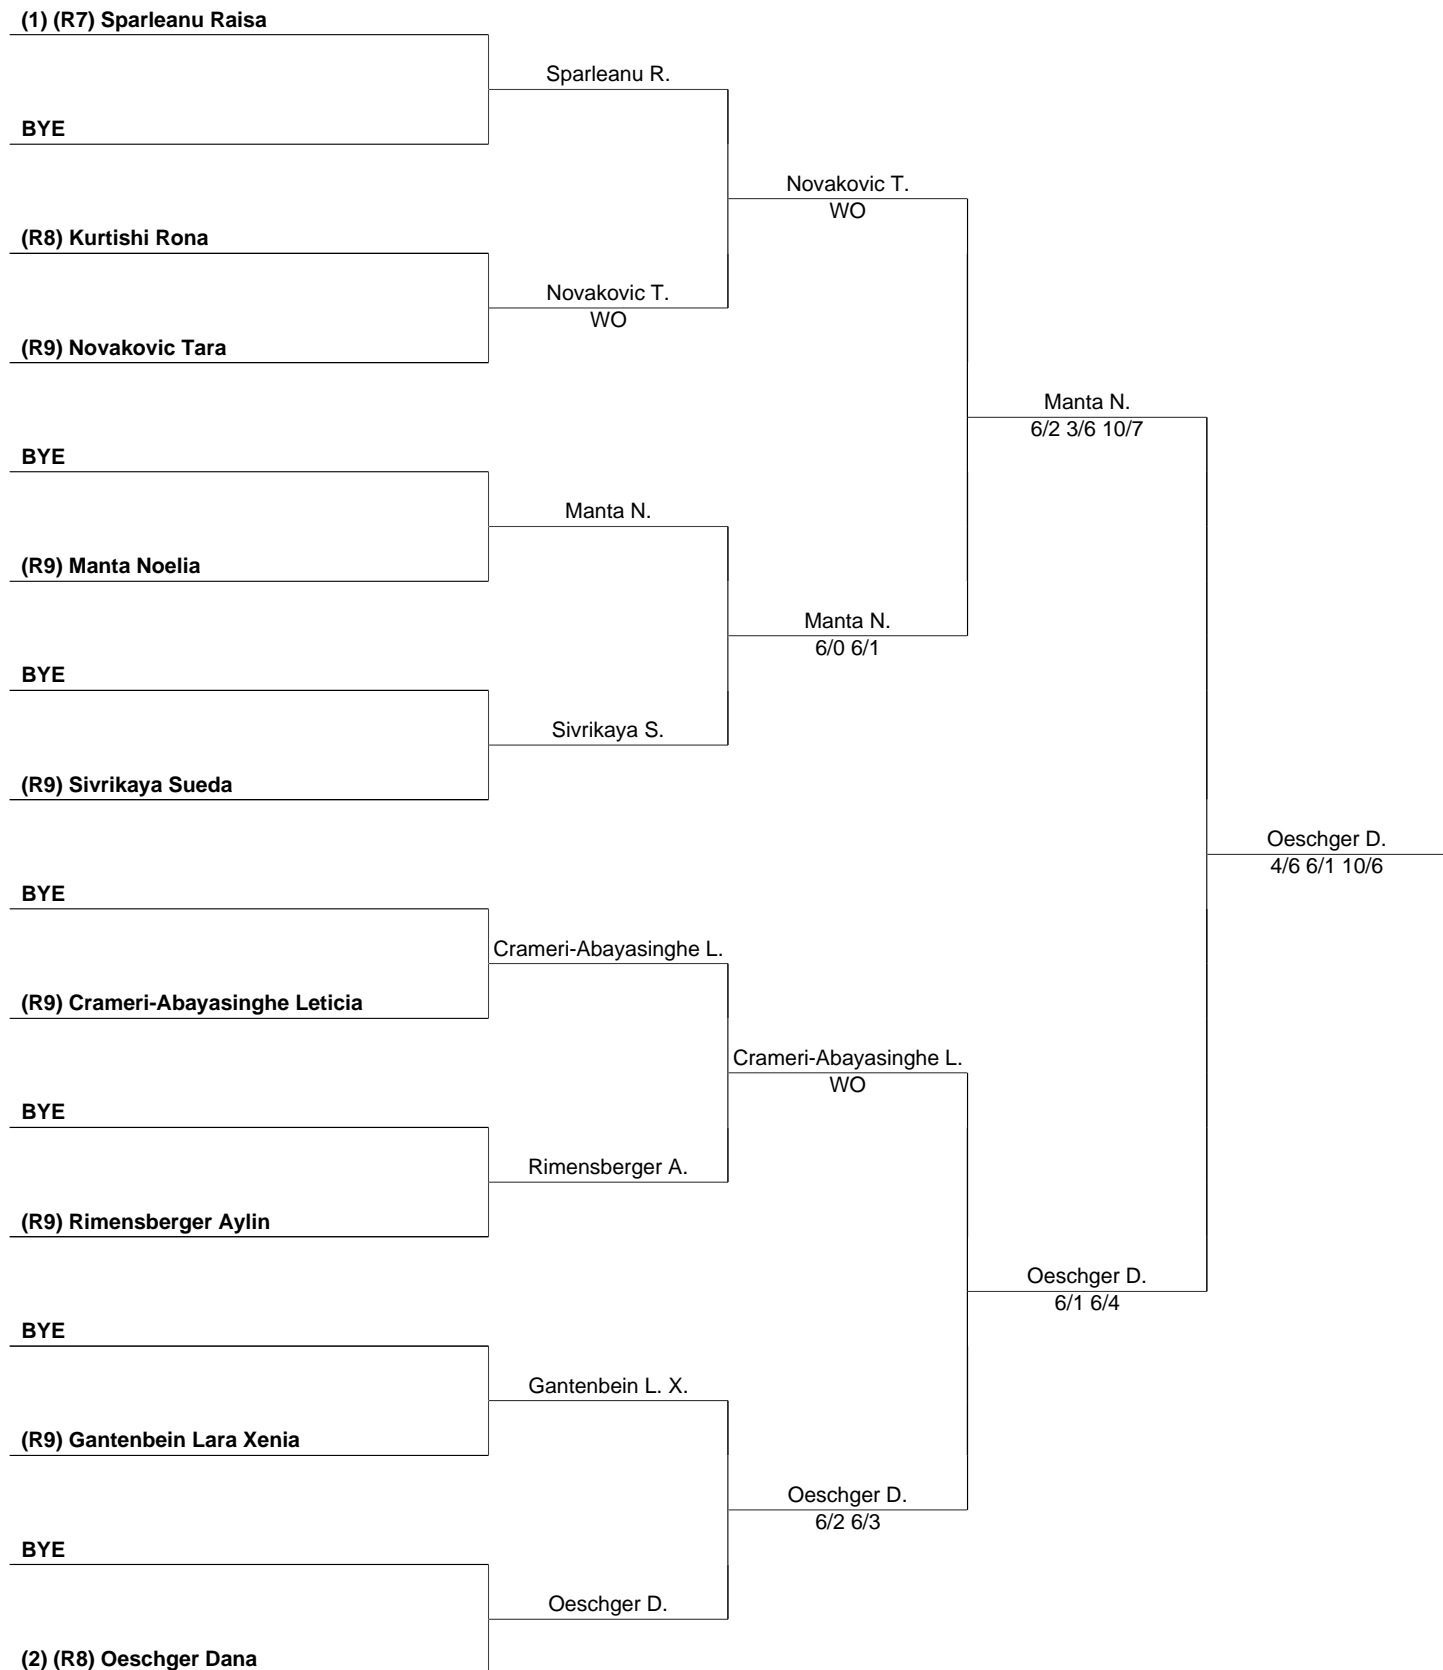 (1) (R7) Sparleanu Raisa
Sparleanu R.
BYE
Novakovic T.
WO
(R8) Kurtishi Rona
Novakovic T.
WO
(R9) Novakovic Tara
Manta N.
6/2 3/6 10/7
BYE
Manta N.
(R9) Manta Noelia
Manta N.
6/0 6/1
BYE
Sivrikaya S.
(R9) Sivrikaya Sueda
Oeschger D.
4/6 6/1 10/6
BYE
Crameri-Abayasinghe L.
(R9) Crameri-Abayasinghe Leticia
Crameri-Abayasinghe L.
WO
BYE
Rimensberger A.
(R9) Rimensberger Aylin
Oeschger D.
6/1 6/4
BYE
Gantenbein L. X.
(R9) Gantenbein Lara Xenia
Oeschger D.
6/2 6/3
BYE
Oeschger D.
(2) (R8) Oeschger Dana